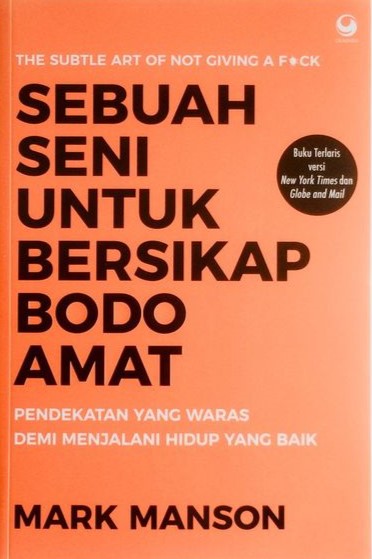 THE SUBTLE ART OF NOT GIVING A F*CK
SEBUAH
SENI
UNTUK
BERSIKAP
BODO
AMAT
Buku Terlaris
versi
New York Times dan
Globe and Mail
PENDEKATAN YANG WARAS
DEMI MENJALANI HIDUP YANG BAIK
MARK MANSON